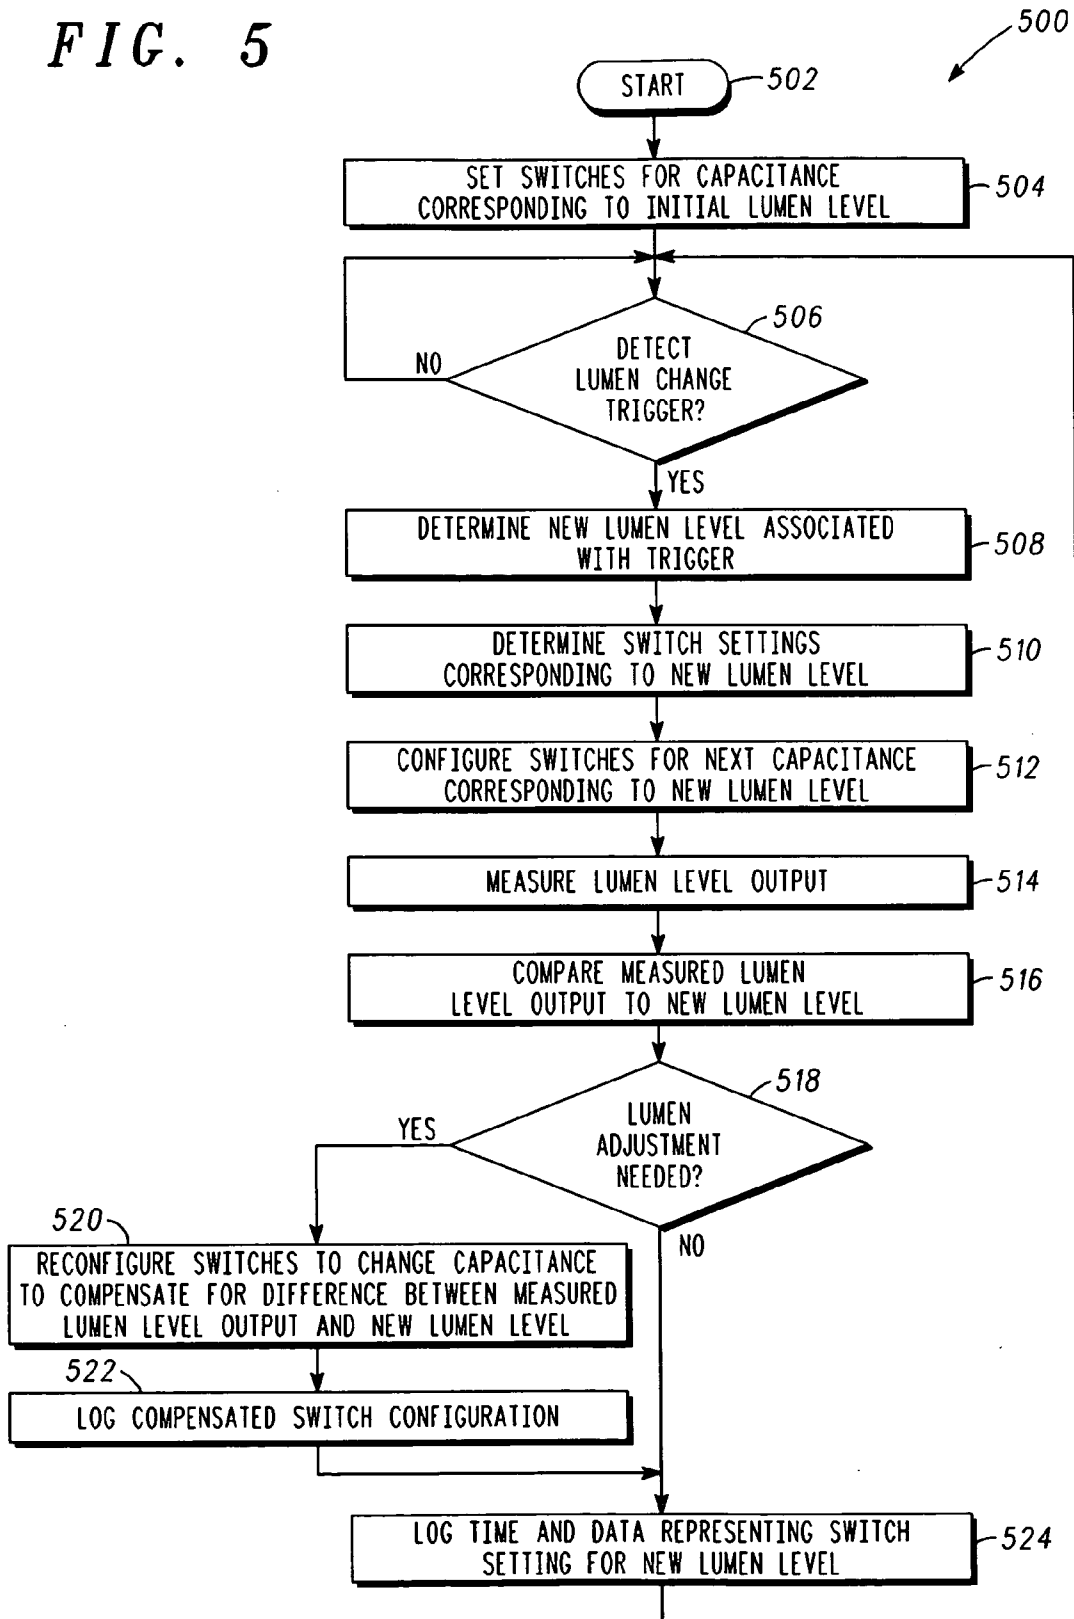 FIG. 5
500
START
502
SET SWITCHES FOR CAPACITANCE
CORRESPONDING TO INITIAL LUMEN LEVEL
504
506
DETECT
LUMEN CHANGE
TRIGGER?
NO
YES
DETERMINE NEW LUMEN LEVEL ASSOCIATED
WITH TRIGGER
508
DETERMINE SWITCH SETTINGS
CORRESPONDING TO NEW LUMEN LEVEL
510
CONFIGURE SWITCHES FOR NEXT CAPACITANCE
CORRESPONDING TO NEW LUMEN LEVEL
512
MEASURE LUMEN LEVEL OUTPUT
514
COMPARE MEASURED LUMEN
LEVEL OUTPUT TO NEW LUMEN LEVEL
516
518
LUMEN
ADJUSTMENT
NEEDED?
YES
NO
520
RECONFIGURE SWITCHES TO CHANGE CAPACITANCE
TO COMPENSATE FOR DIFFERENCE BETWEEN MEASURED
LUMEN LEVEL OUTPUT AND NEW LUMEN LEVEL
522
LOG COMPENSATED SWITCH CONFIGURATION
LOG TIME AND DATA REPRESENTING SWITCH
SETTING FOR NEW LUMEN LEVEL
524